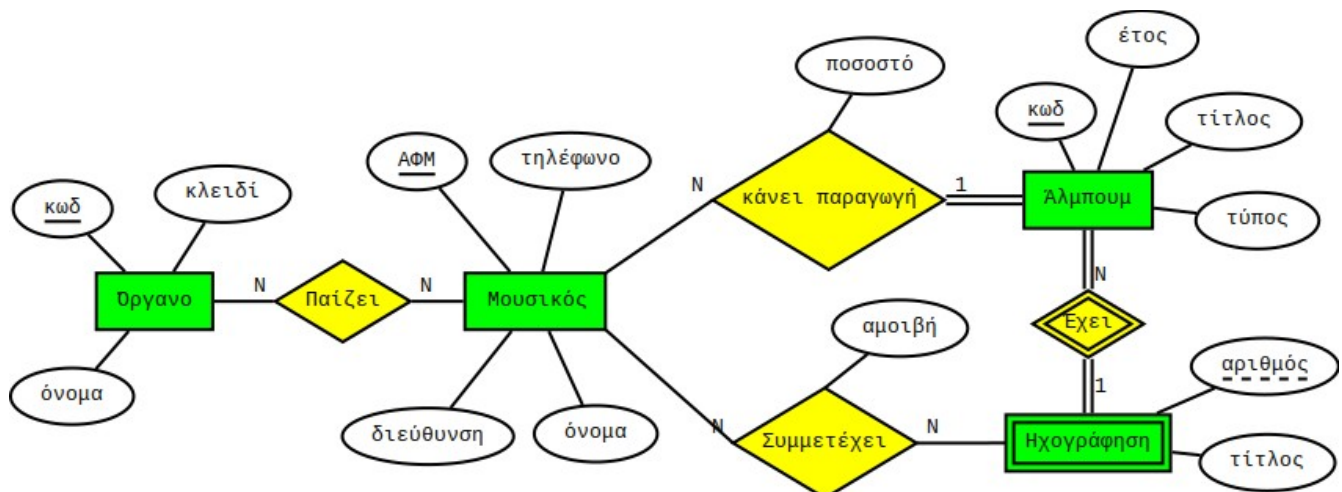 έτος
ποσοστό
κωδ
τίτλος
ΑΦΜ
τηλέφωνο
κλειδί
κωδ
N
κάνει παραγωγή
1
Άλμπουμ
τύπος
N
N
N
Όργανο
Παίζει
Μουσικός
αμοιβή
Έχει
αριθμός
όνομα
1
διεύθυνση
όνομα
N
Συμμετέχει
N
Ηχογράφηση
τίτλος